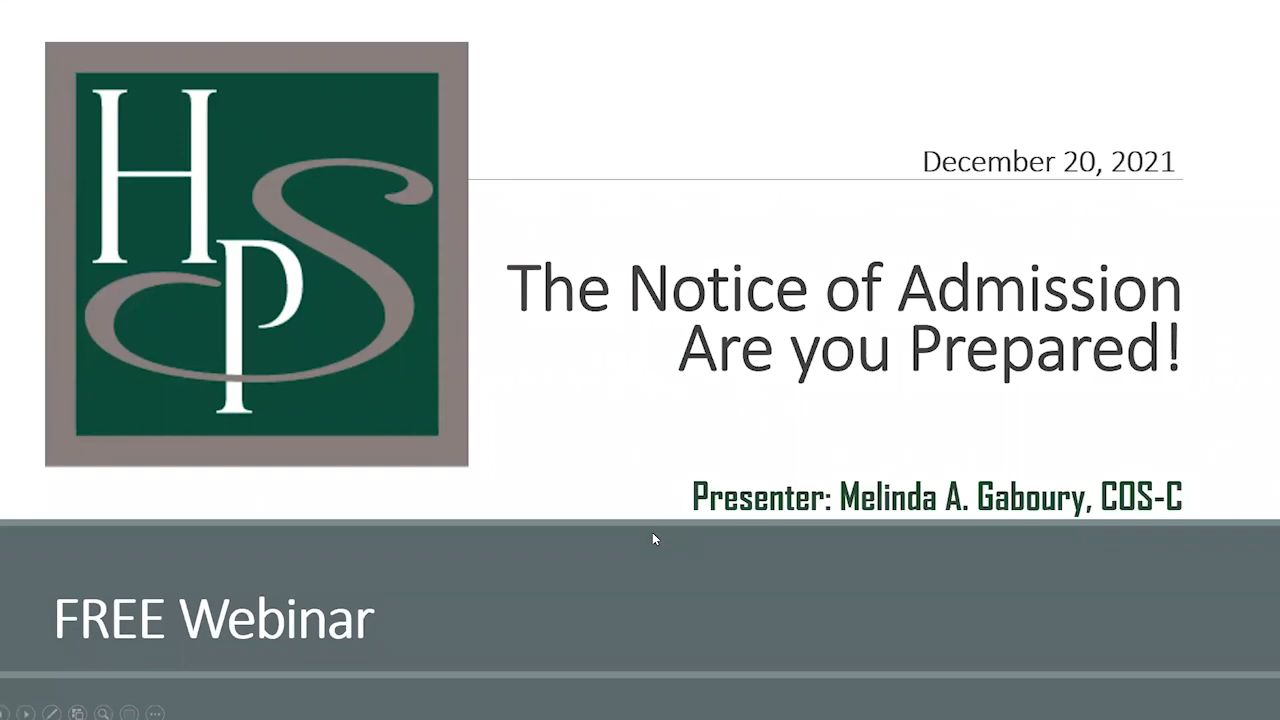 HPS
December 20, 2021
The Notice of Admission
Are you Prepared!
Presenter: Melinda A. Gaboury, COS-C
FREE Webinar